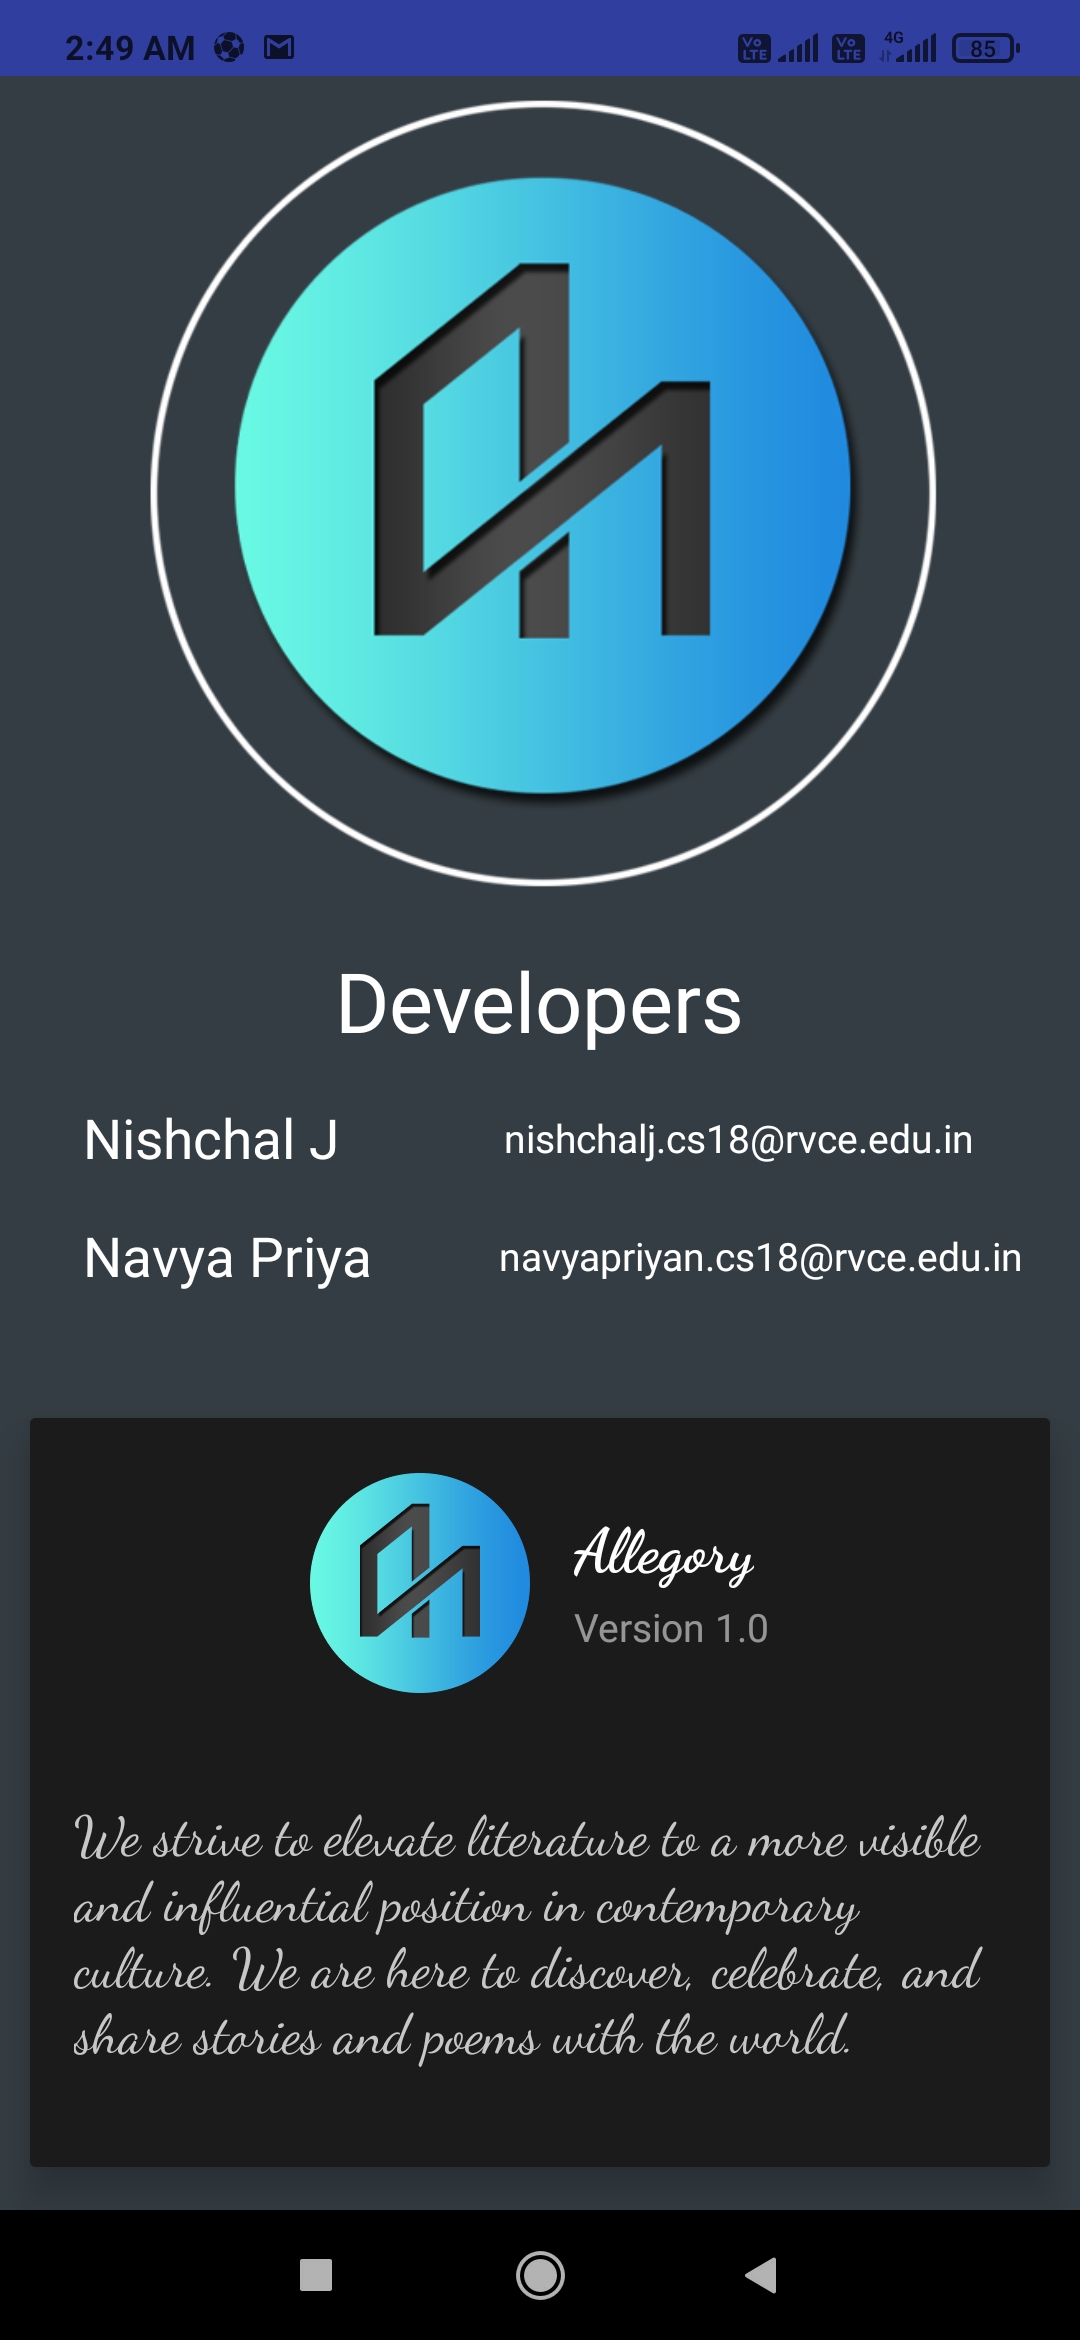 2:49 AM
Vo LTE
Vo LTE
4G
85
Developers
Nishchal J
nishchalj.cs18@rvce.edu.in
Navya Priya
navyapriyan.cs18@rvce.edu.in
Allegory
Version 1.0
We strive to elevate literature to a more visible
and influential position in contemporary
culture. We are here to discover, celebrate, and
share stories and poems with the world.